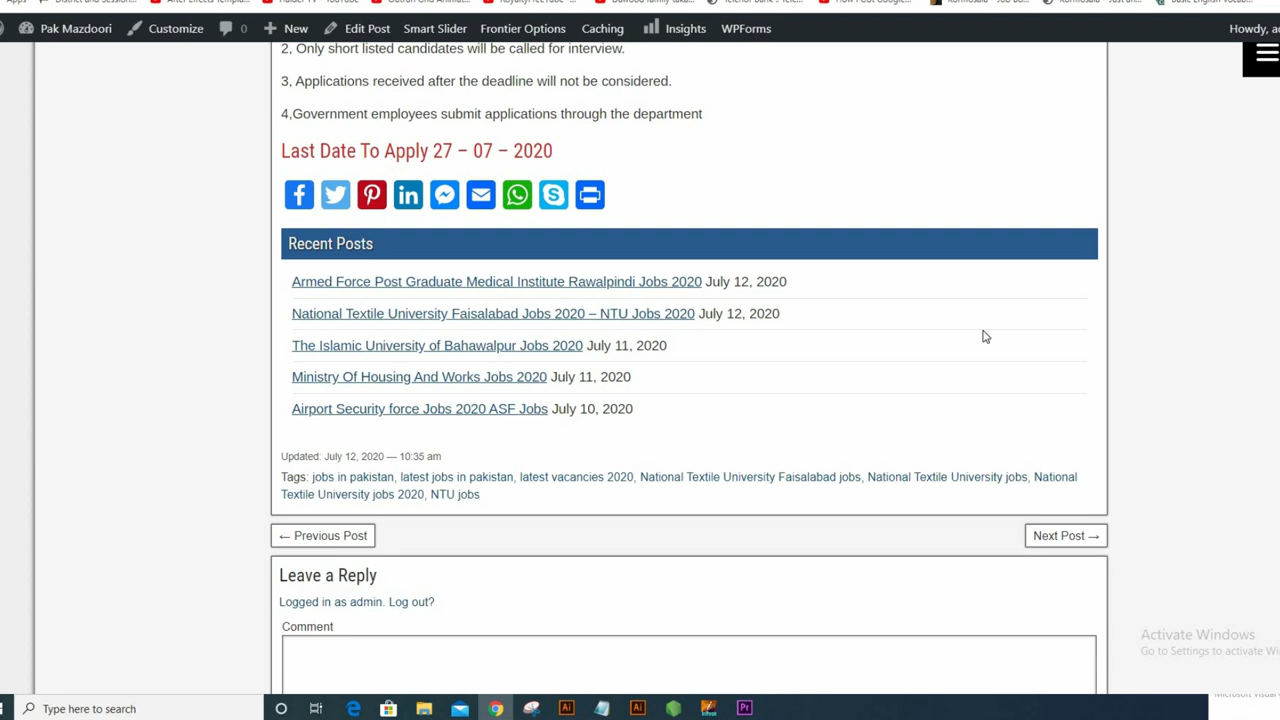 Pak Mazdoori Customize 0 New Edit Post Smart Slider Frontier Options Caching Insights WPForms Howdy,
2, Only short listed candidates will be called for interview.
3, Applications received after the deadline will not be considered.
4,Government employees submit applications through the department
Last Date To Apply 27 – 07 – 2020
Recent Posts
Armed Force Post Graduate Medical Institute Rawalpindi Jobs 2020 July 12, 2020
National Textile University Faisalabad Jobs 2020 – NTU Jobs 2020 July 12, 2020
The Islamic University of Bahawalpur Jobs 2020 July 11, 2020
Ministry Of Housing And Works Jobs 2020 July 11, 2020
Airport Security force Jobs 2020 ASF Jobs July 10, 2020
Updated: July 12, 2020 — 10:35 am
Tags: jobs in pakistan, latest jobs in pakistan, latest vacancies 2020, National Textile University Faisalabad jobs, National Textile University jobs, National
Textile University jobs 2020, NTU jobs
← Previous Post Next Post →
Leave a Reply
Logged in as admin. Log out?
Comment
Activate Windows
Go to Settings to activate
Type here to search